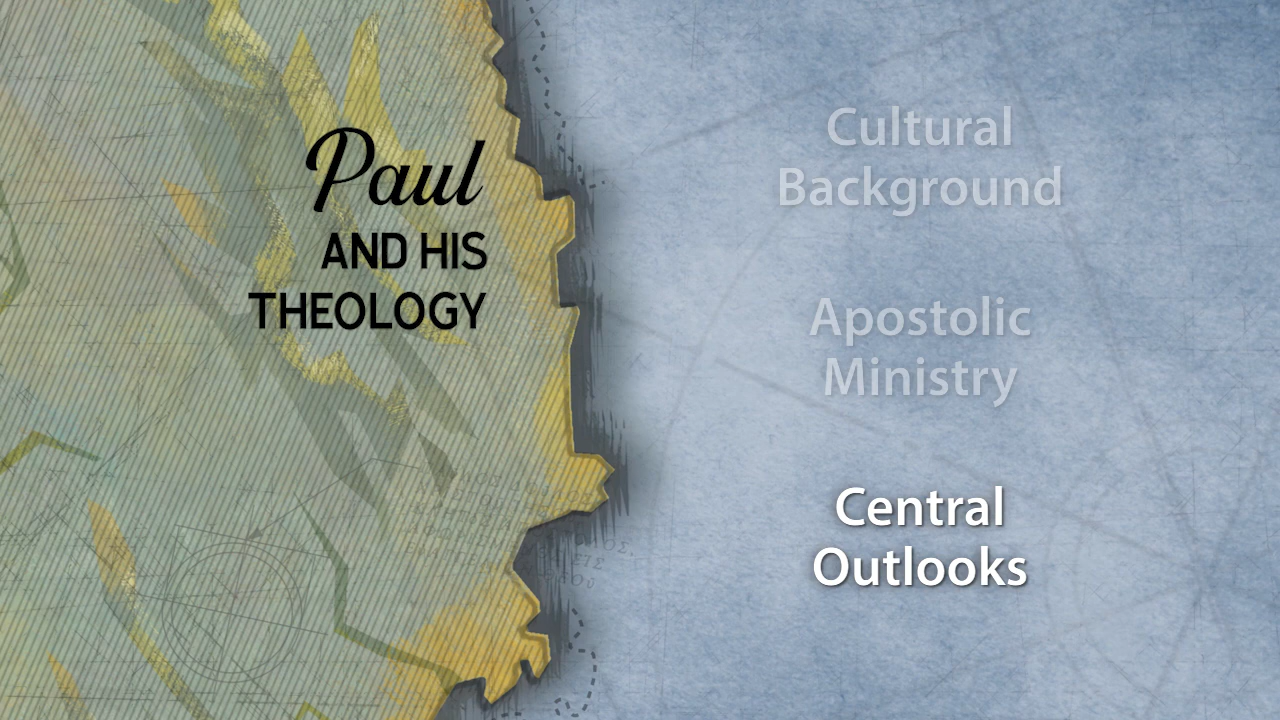 Paul
AND HIS
THEOLOGY
Cultural
Background
Apostolic
Ministry
Central
Outlooks